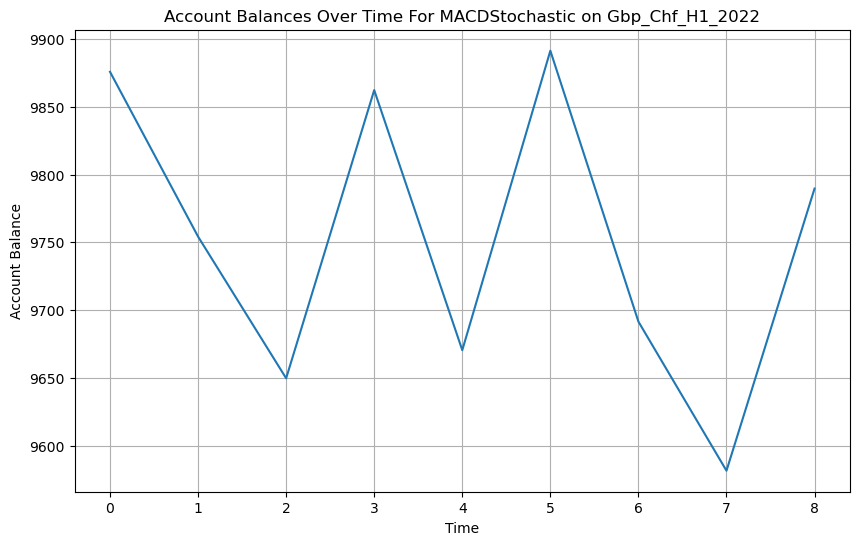 Account Balances Over Time For MACDStochastic on Gbp_Chf_H1_2022
Account Balance
9900
9850
9800
9750
9700
9650
9600
0 1 2 3 4 5 6 7 8
Time